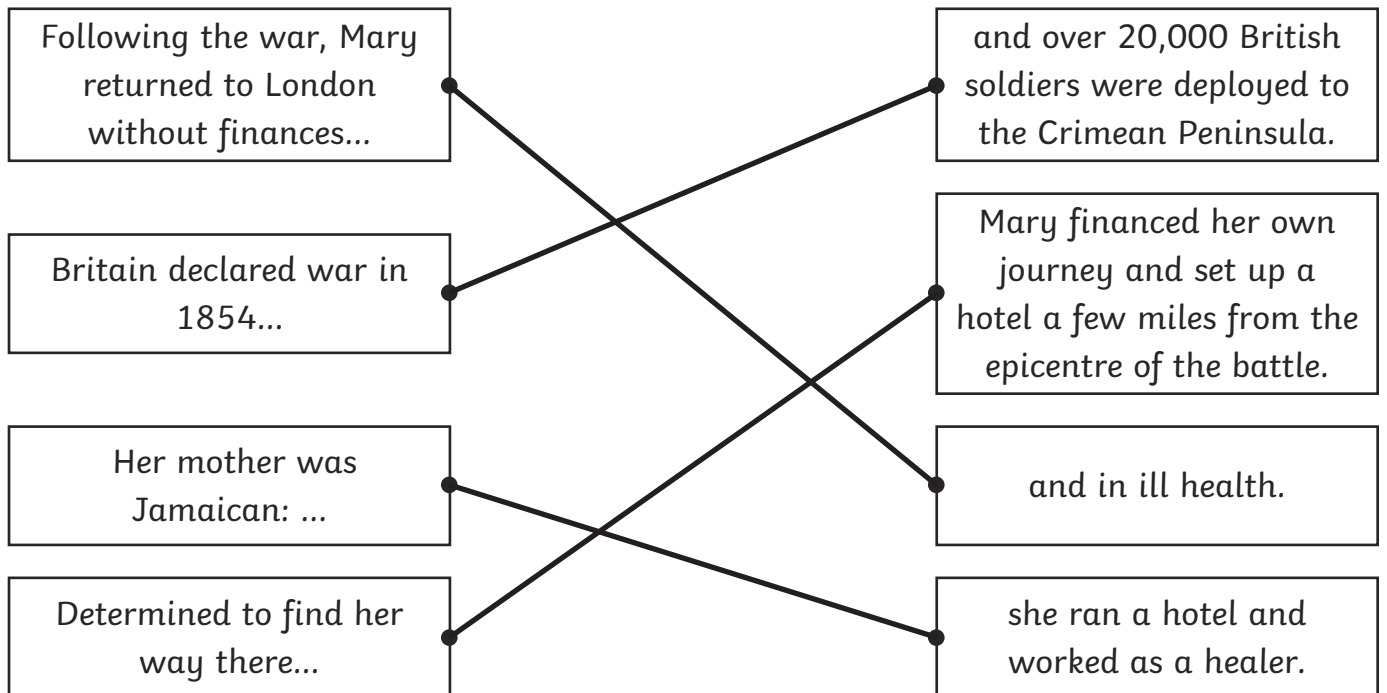 Following the war, Mary
returned to London
without finances...
Britain declared war in
1854...
Her mother was
Jamaican: ...
Determined to find her
way there...
and over 20,000 British
soldiers were deployed to
the Crimean Peninsula.
Mary financed her own
journey and set up a
hotel a few miles from the
epicentre of the battle.
and in ill health.
she ran a hotel and
worked as a healer.